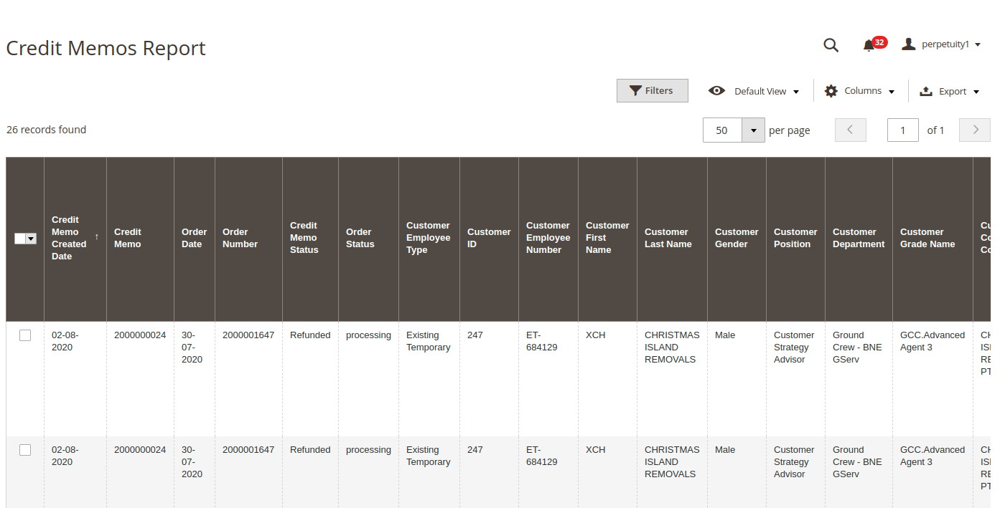 Credit Memos Report
32
perpetuity1
Filters
Default View
Columns
Export
26 records found
50
per page
1
of 1
Credit
Memo
Created
Date
↑
Credit
Memo
Order
Date
Order
Number
Credit
Memo
Status
Order
Status
Customer
Employee
Type
Customer
ID
Customer
Employee
Number
Customer
First
Name
Customer
Last Name
Customer
Gender
Customer
Position
Customer
Department
Customer
Grade Name
Cu
Co
Co
02-08-
2020
2000000024
30-
07-
2020
2000001647
Refunded
processing
Existing
Temporary
247
ET-
684129
XCH
CHRISTMAS
ISLAND
REMOVALS
Male
Customer
Strategy
Advisor
Ground
Crew - BNE
GServ
GCC.Advanced
Agent 3
CH
ISL
RE
PT
02-08-
2020
2000000024
30-
07-
2020
2000001647
Refunded
processing
Existing
Temporary
247
ET-
684129
XCH
CHRISTMAS
ISLAND
REMOVALS
Male
Customer
Strategy
Advisor
Ground
Crew - BNE
GServ
GCC.Advanced
Agent 3
CH
ISL
RE
PT